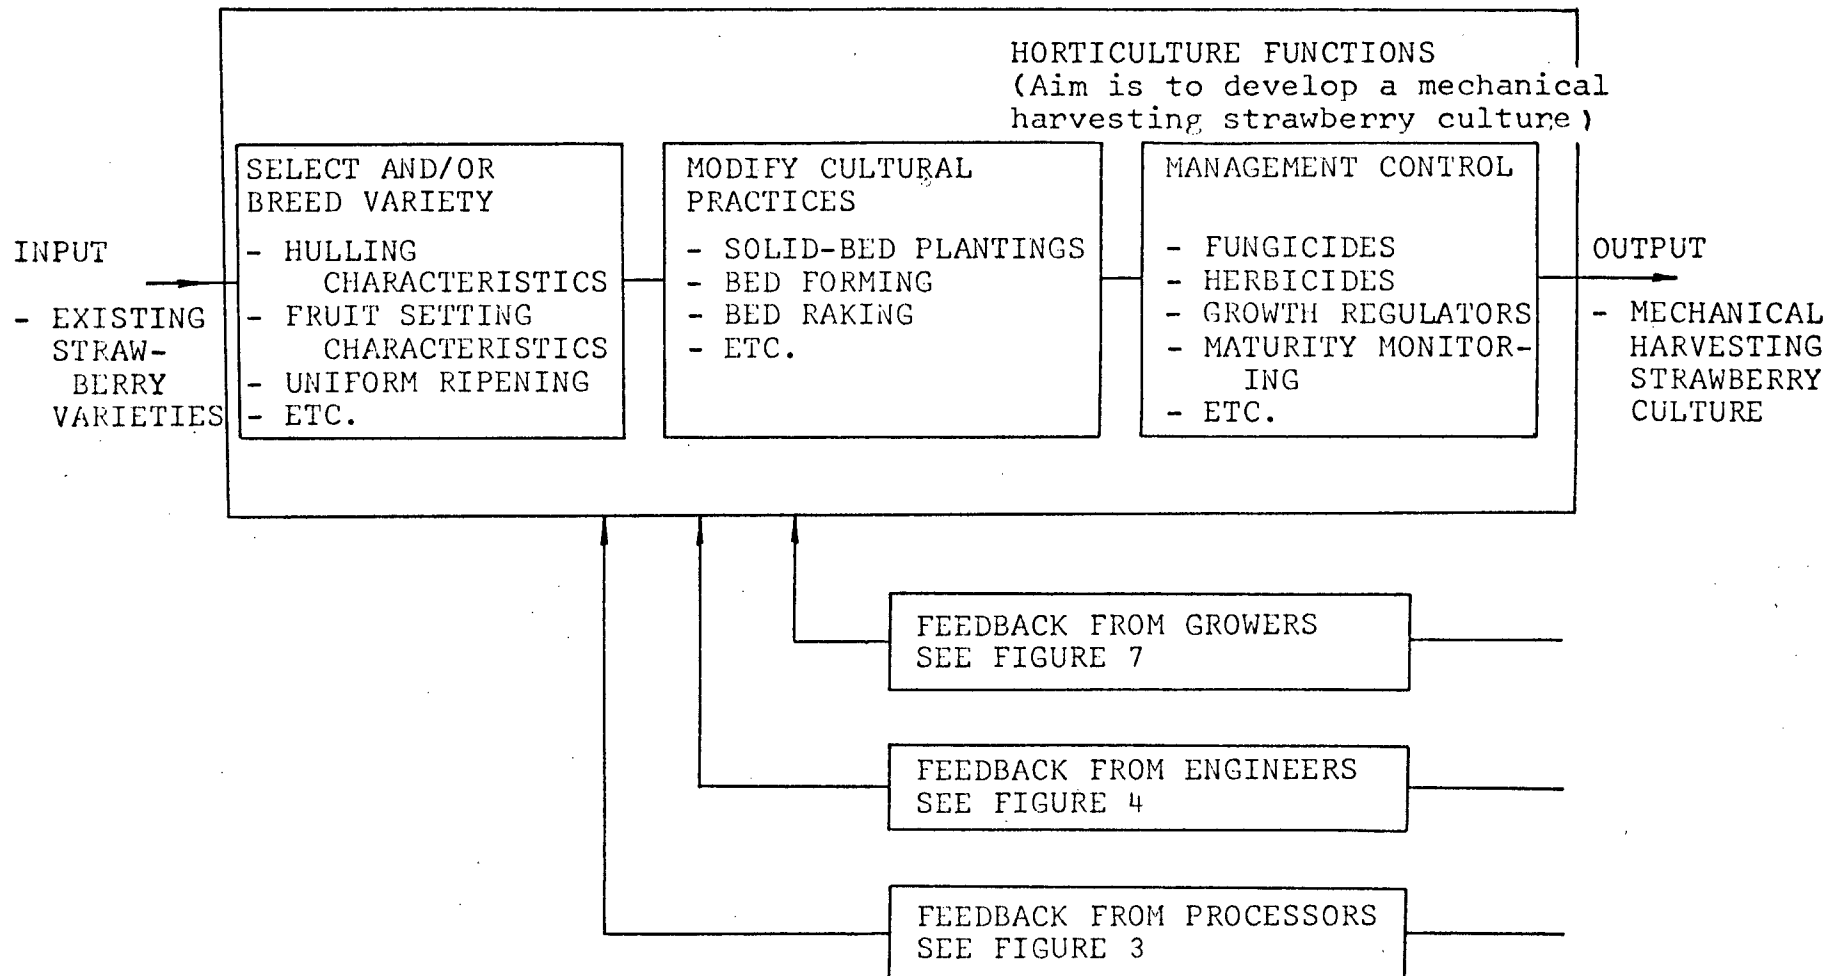 HORTICULTURE FUNCTIONS
(Aim is to develop a mechanical
harvesting strawberry culture)
INPUT
- EXISTING
STRAW-
BERRY
VARIETIES
SELECT AND/OR
BREED VARIETY
- HULLING
CHARACTERISTICS
- FRUIT SETTING
CHARACTERISTICS
- UNIFORM RIPENING
- ETC.
MODIFY CULTURAL
PRACTICES
- SOLID-BED PLANTINGS
- BED FORMING
- BED RAKING
- ETC.
MANAGEMENT CONTROL
- FUNGICIDES
- HERBICIDES
- GROWTH REGULATORS
- MATURITY MONITOR-
ING
- ETC.
OUTPUT
- MECHANICAL
HARVESTING
STRAWBERRY
CULTURE
FEEDBACK FROM GROWERS
SEE FIGURE 7
FEEDBACK FROM ENGINEERS
SEE FIGURE 4
FEEDBACK FROM PROCESSORS
SEE FIGURE 3